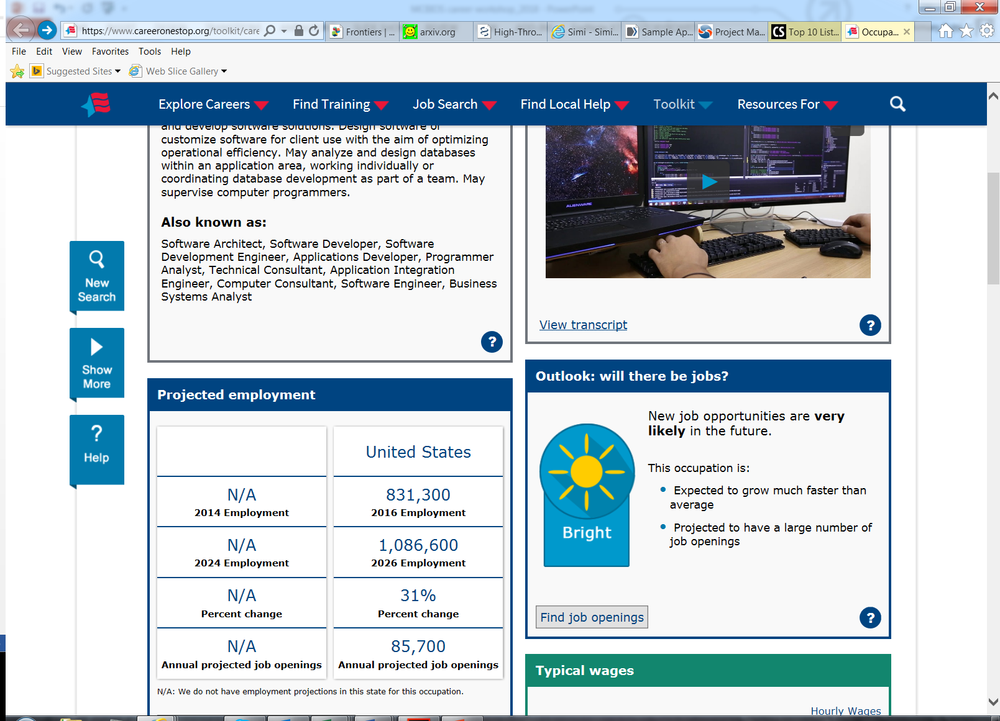 https://www.careeronestop.org/toolkit/care
Frontiers | ...
arxiv.org
High-Thro...
Simi - Simi...
Sample Ap...
Project Ma...
CS Top 10 List...
Occupa...
File Edit View Favorites Tools Help
Suggested Sites
Web Slice Gallery
Explore Careers Find Training Job Search Find Local Help Toolkit Resources For
and develop software solutions. Design software or
customize software for client use with the aim of optimizing
operational efficiency. May analyze and design databases
within an application area, working individually or
coordinating database development as part of a team. May
supervise computer programmers.
Also known as:
Software Architect, Software Developer, Software
Development Engineer, Applications Developer, Programmer
Analyst, Technical Consultant, Application Integration
Engineer, Computer Consultant, Software Engineer, Business
Systems Analyst
?
New
Search
Show
More
?
Help
ALIENWARE
LG
View transcript
?
Projected employment
United States
N/A
2014 Employment
831,300
2016 Employment
N/A
2024 Employment
1,086,600
2026 Employment
N/A
Percent change
31%
Percent change
N/A
Annual projected job openings
85,700
Annual projected job openings
N/A: We do not have employment projections in this state for this occupation.
Outlook: will there be jobs?
New job opportunities are very
likely in the future.
This occupation is:
Expected to grow much faster than
average
Projected to have a large number of
job openings
Bright
Find job openings
?
Typical wages
Hourly Wages